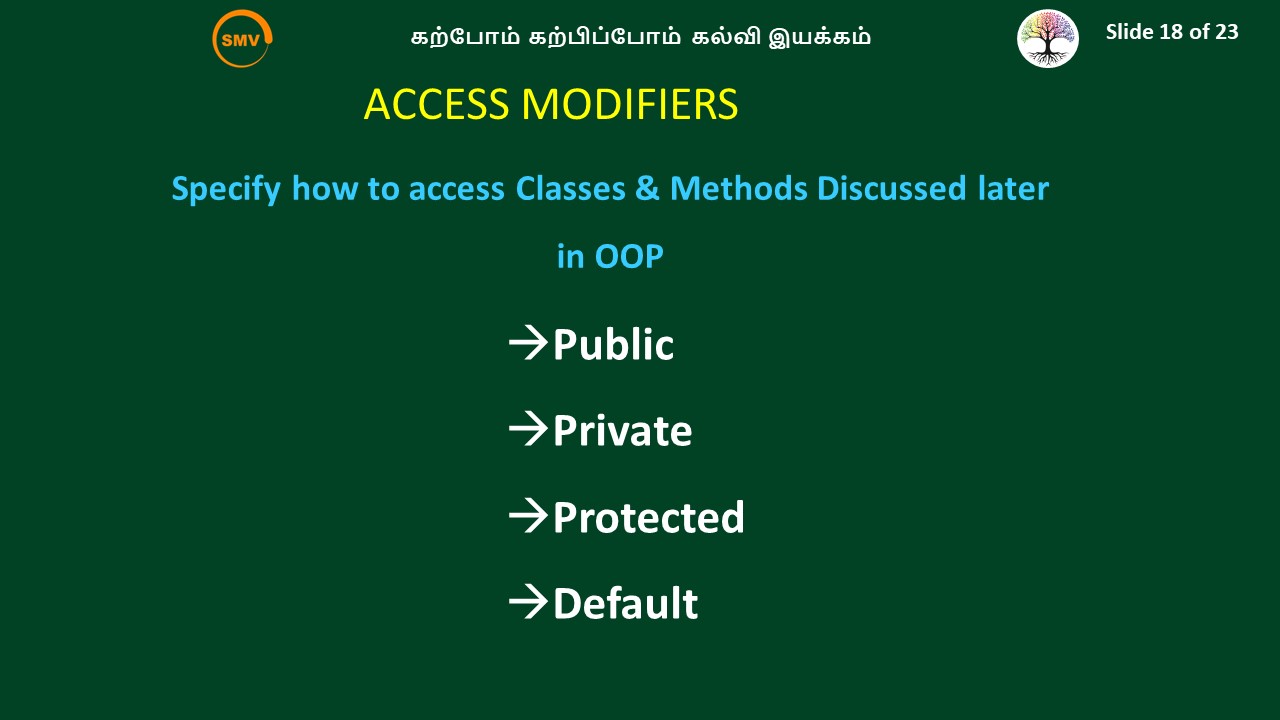 SMV
கற்போம் கற்பிப்போம் கல்வி இயக்கம்
Slide 18 of 23
ACCESS MODIFIERS
Specify how to access Classes & Methods Discussed later
in OOP
→Public
→Private
→Protected
→Default